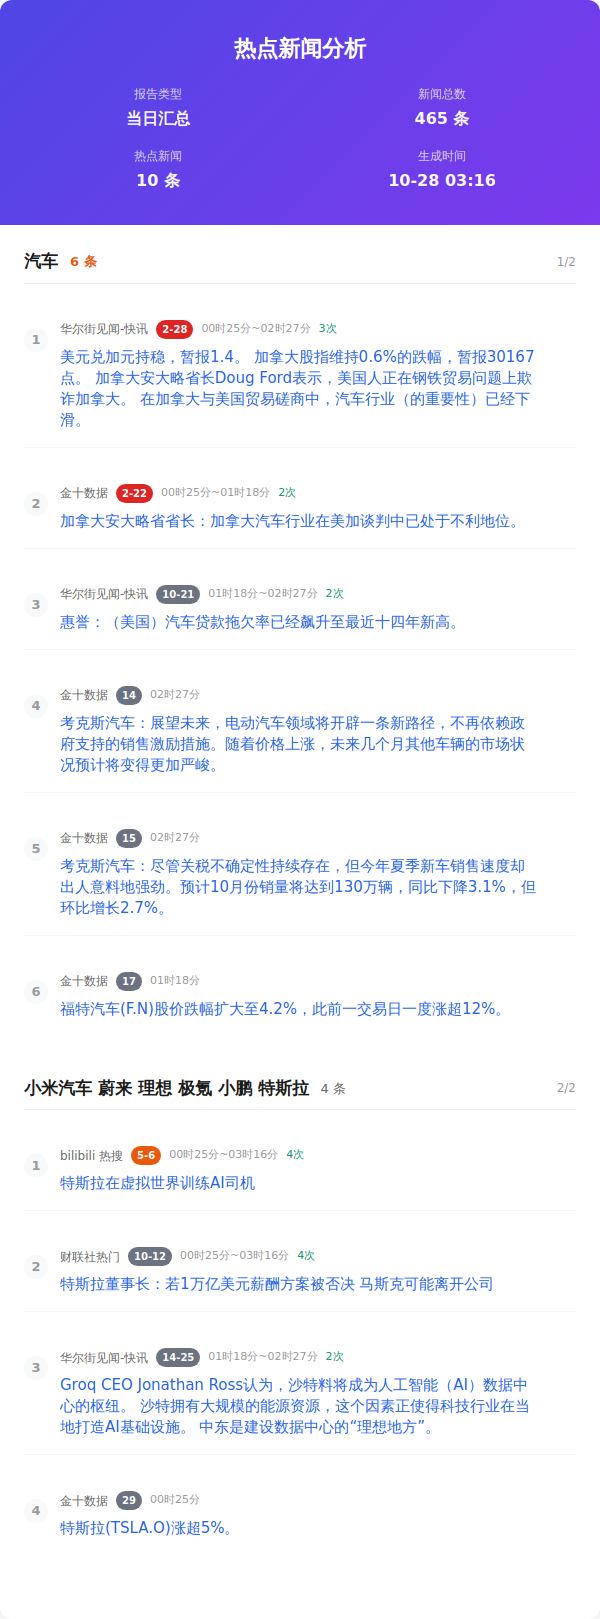 热点新闻分析
报告类型
新闻总数
当日汇总
465 条
热点新闻
生成时间
10 条
10-28 03:16
汽车 6 条 1/2
1 华尔街见闻-快讯 2-28 00时25分~02时27分 3次
美元兑加元持稳，暂报1.4。 加拿大股指维持0.6%的跌幅，暂报30167
点。 加拿大安大略省长Doug Ford表示，美国人正在钢铁贸易问题上欺
诈加拿大。 在加拿大与美国贸易磋商中，汽车行业（的重要性）已经下
滑。
2 金十数据 2-22 00时25分~01时18分 2次
加拿大安大略省省长：加拿大汽车行业在美加谈判中已处于不利地位。
3 华尔街见闻-快讯 10-21 01时18分~02时27分 2次
惠誉：（美国）汽车贷款拖欠率已经飙升至最近十四年新高。
4 金十数据 14 02时27分
考克斯汽车：展望未来，电动汽车领域将开辟一条新路径，不再依赖政
府支持的销售激励措施。随着价格上涨，未来几个月其他车辆的市场状
况预计将变得更加严峻。
5 金十数据 15 02时27分
考克斯汽车：尽管关税不确定性持续存在，但今年夏季新车销售速度却
出人意料地强劲。预计10月份销量将达到130万辆，同比下降3.1%，但
环比增长2.7%。
6 金十数据 17 01时18分
福特汽车(F.N)股价跌幅扩大至4.2%，此前一交易日一度涨超12%。
小米汽车 蔚来 理想 极氪 小鹏 特斯拉 4 条 2/2
1 bilibili 热搜 5-6 00时25分~03时16分 4次
特斯拉在虚拟世界训练AI司机
2 财联社热门 10-12 00时25分~03时16分 4次
特斯拉董事长：若1万亿美元薪酬方案被否决 马斯克可能离开公司
3 华尔街见闻-快讯 14-25 01时18分~02时27分 2次
Groq CEO Jonathan Ross认为，沙特料将成为人工智能（AI）数据中
心的枢纽。 沙特拥有大规模的能源资源，这个因素正使得科技行业在当
地打造AI基础设施。 中东是建设数据中心的“理想地方”。
4 金十数据 29 00时25分
特斯拉(TSLA.O)涨超5%。